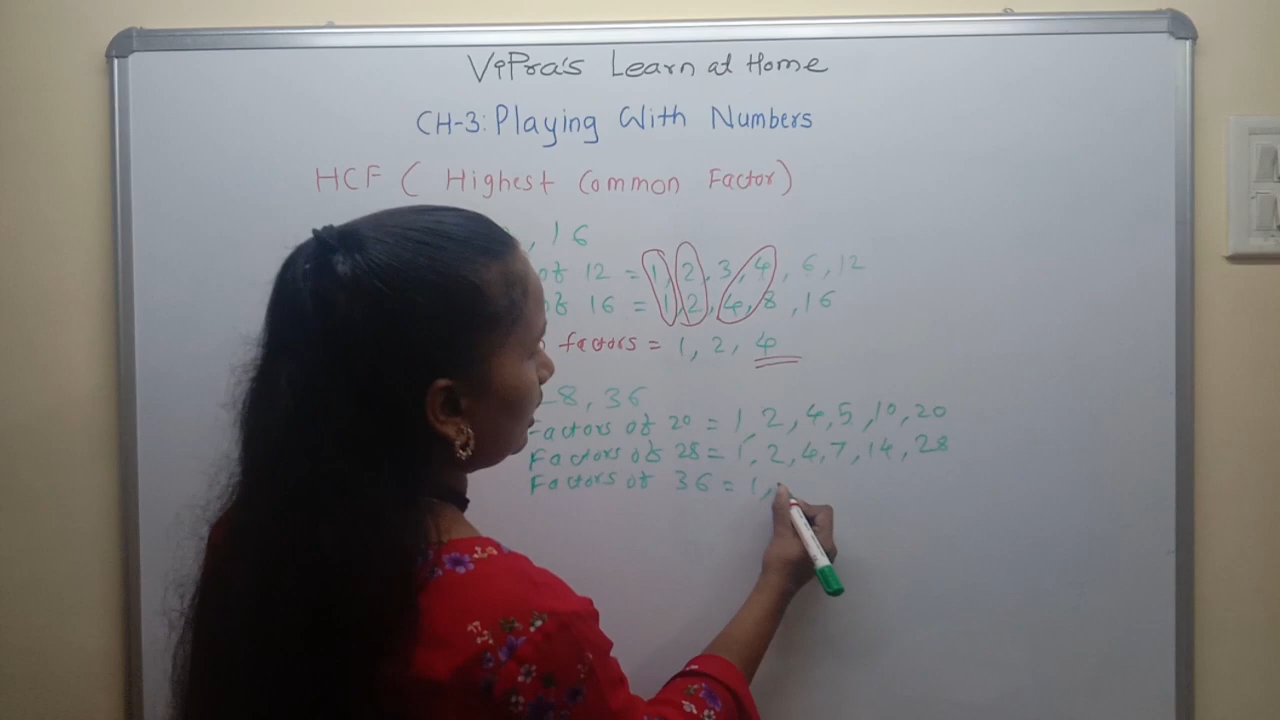 ViPra's Learn at Home
CH-3: Playing With Numbers
HCF ( Highest Common Factor)
, 16
of 12 = 1, 2, 3, 4, 6, 12
of 16 = 1, 2, 4, 8, 16
factors = 1, 2, 4
8, 36
Factors of 20 = 1, 2, 4, 5, 10, 20
Factors of 28 = 1, 2, 4, 7, 14, 28
Factors of 36 = 1,